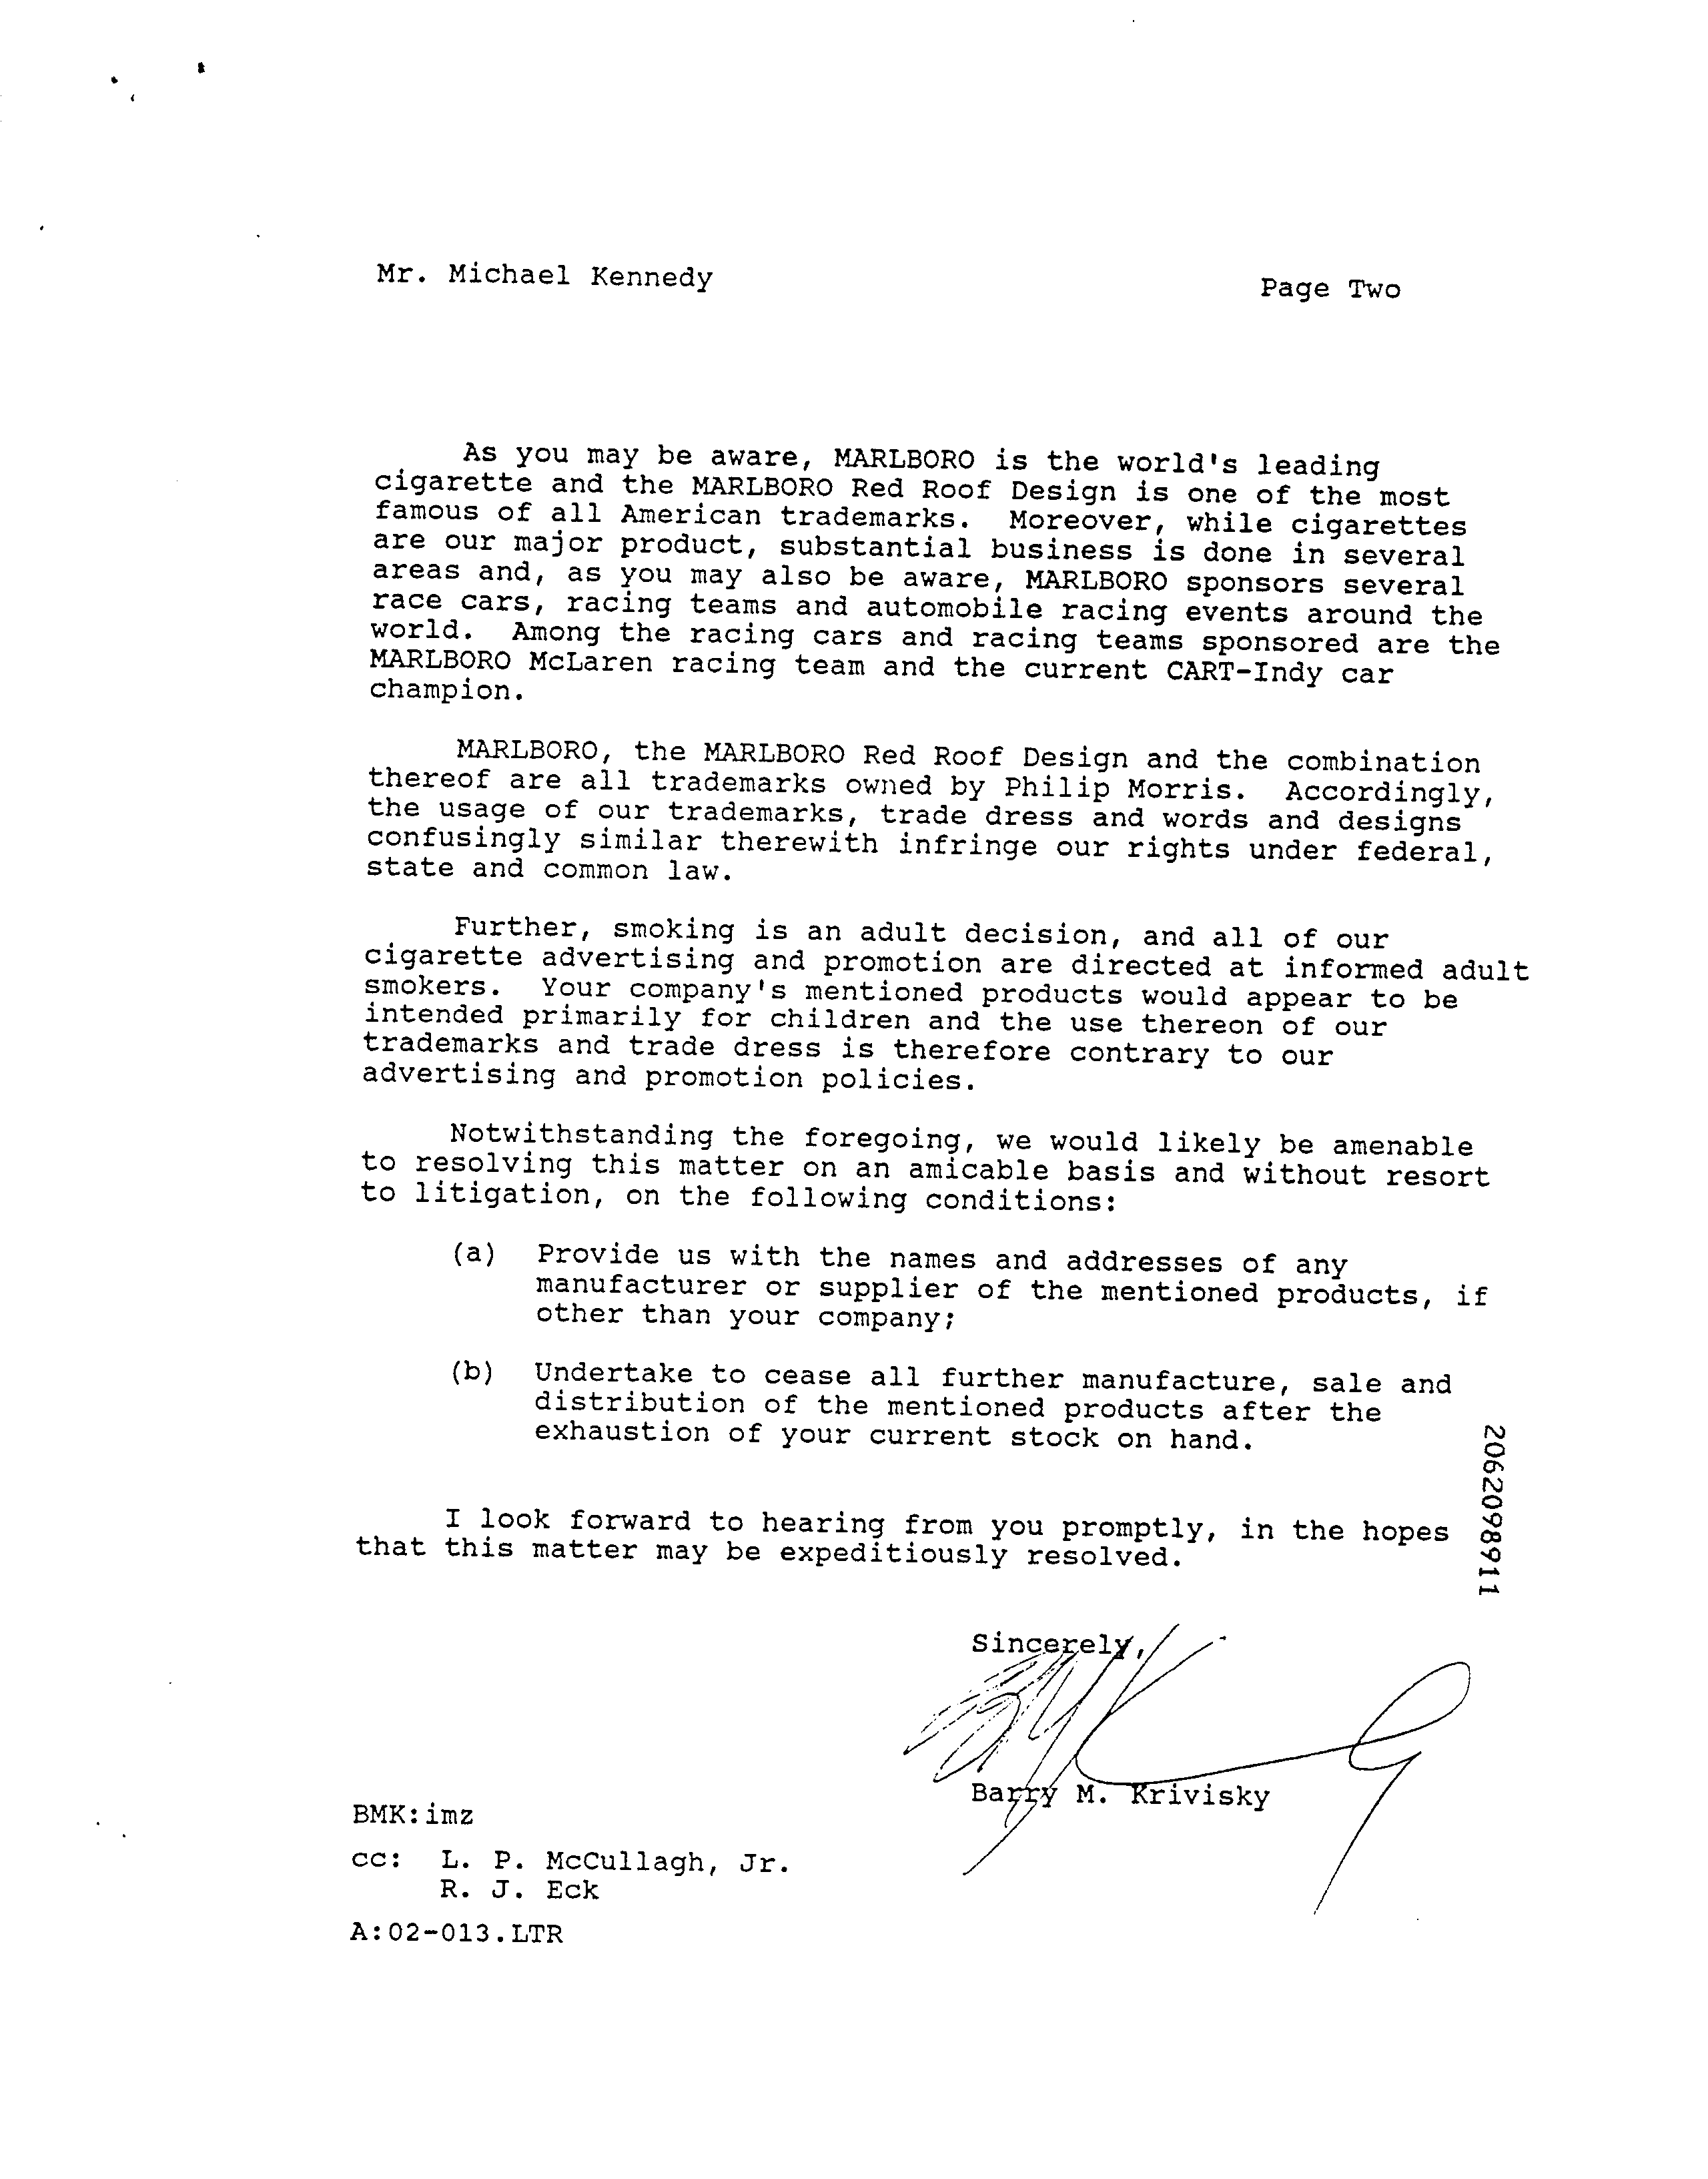 Mr. Michael Kennedy
Page Two
As you may be aware, MARLBORO is the world's leading
cigarette and the MARLBORO Red Roof Design is one of the most
famous of all American trademarks. Moreover, while cigarettes
are our major product, substantial business is done in several
areas and, as you may also be aware, MARLBORO sponsors several
race cars, racing teams and automobile racing events around the
world. Among the racing cars and racing teams sponsored are the
MARLBORO McLaren racing team and the current CART-Indy car
champion.
MARLBORO, the MARLBORO Red Roof Design and the combination
thereof are all trademarks owned by Philip Morris. Accordingly,
the usage of our trademarks, trade dress and words and designs
confusingly similar therewith infringe our rights under federal,
state and common law.
Further, smoking is an adult decision, and all of our
cigarette advertising and promotion are directed at informed adult
smokers. Your company's mentioned products would appear to be
intended primarily for children and the use thereon of our
trademarks and trade dress is therefore contrary to our
advertising and promotion policies.
Notwithstanding the foregoing, we would likely be amenable
to resolving this matter on an amicable basis and without resort
to litigation, on the following conditions:
(a) Provide us with the names and addresses of any
manufacturer or supplier of the mentioned products, if
other than your company;
(b) Undertake to cease all further manufacture, sale and
distribution of the mentioned products after the
exhaustion of your current stock on hand.
I look forward to hearing from you promptly, in the hopes
that this matter may be expeditiously resolved.
2062098911
Sincerely,
Barry M. Krivisky
BMK:imz
cc: L. P. McCullagh, Jr.
R. J. Eck
A:02-013.LTR